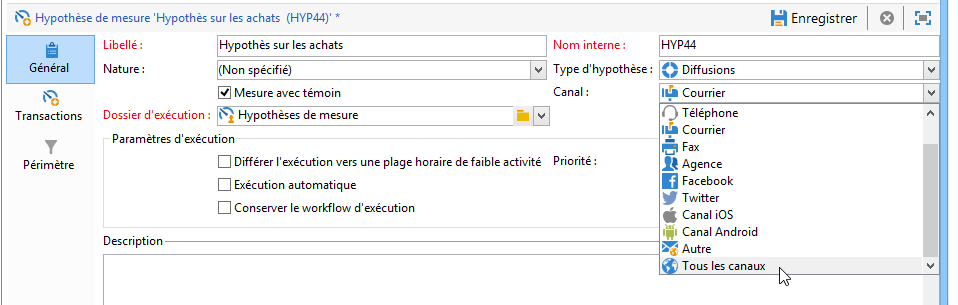 Hypothèse de mesure 'Hypothès sur les achats (HYP44)' *
Enregistrer
Général
Transactions
Périmètre
Libellé : Hypothès sur les achats Nom interne : HYP44
Nature : (Non spécifié) Type d'hypothèse : Diffusions
Mesure avec témoin Canal : Courrier
Dossier d'exécution : Hypothèses de mesure
Paramètres d'exécution
Différer l'exécution vers une plage horaire de faible activité Priorité :
Exécution automatique
Conserver le workflow d'exécution
Description
Téléphone
Courrier
Fax
Agence
Facebook
Twitter
Canal iOS
Canal Android
Autre
Tous les canaux